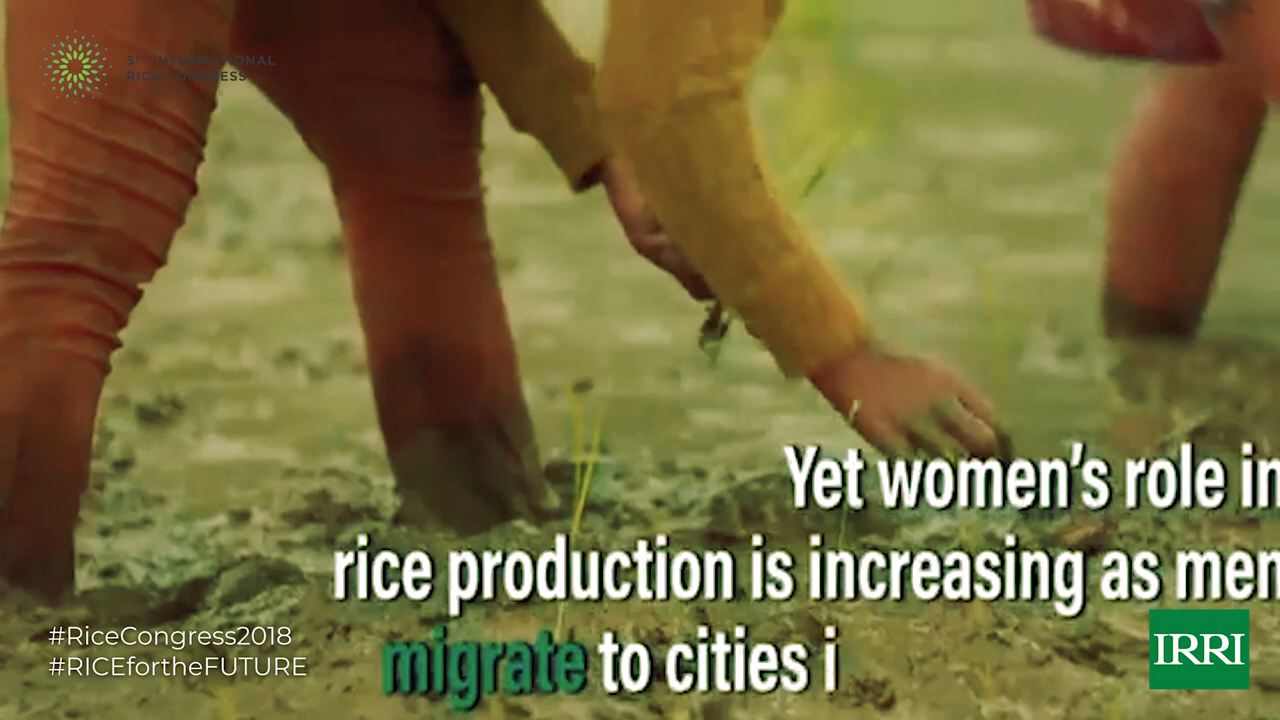 5TH INTERNATIONAL
RICE CONGRESS
Yet women's role in
rice production is increasing as men
migrate to cities i
#RiceCongress2018
#RICEfortheFUTURE
IRRI